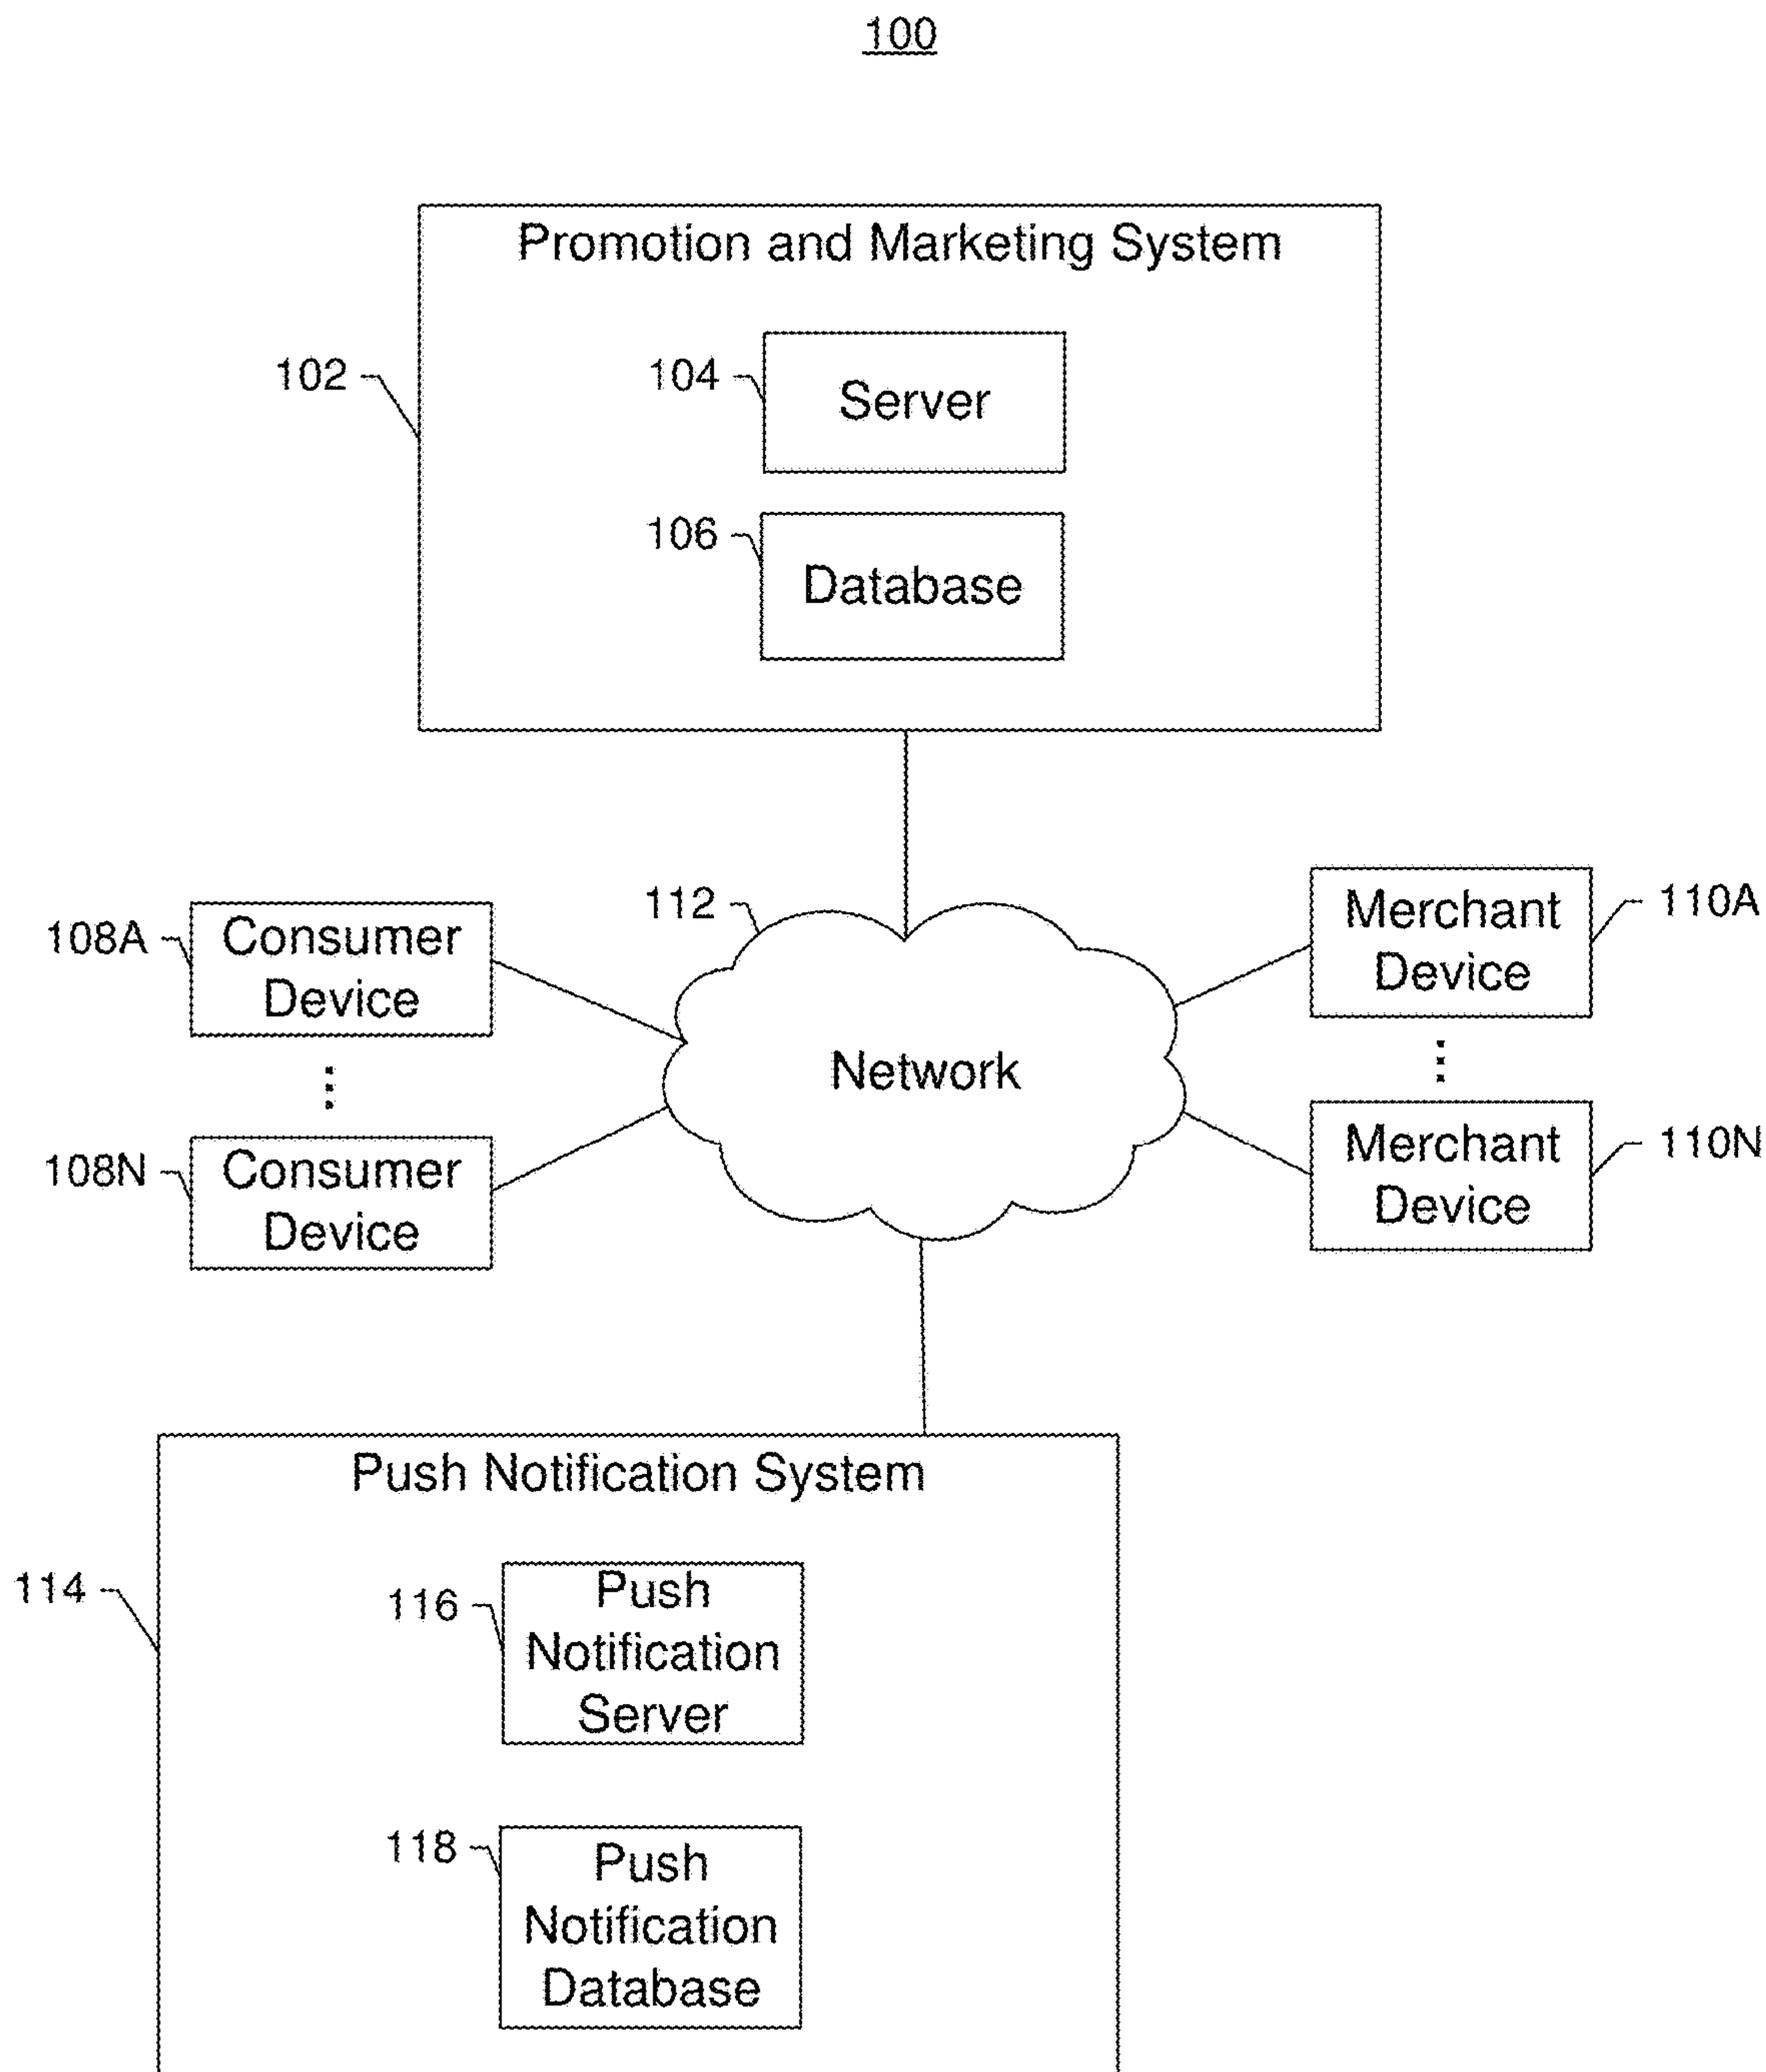 100
Promotion and Marketing System
102
104
Server
106
Database
112
108A
Consumer
Device
108N
Consumer
Device
Network
Merchant
Device
110A
Merchant
Device
110N
Push Notification System
114
116
Push
Notification
Server
118
Push
Notification
Database